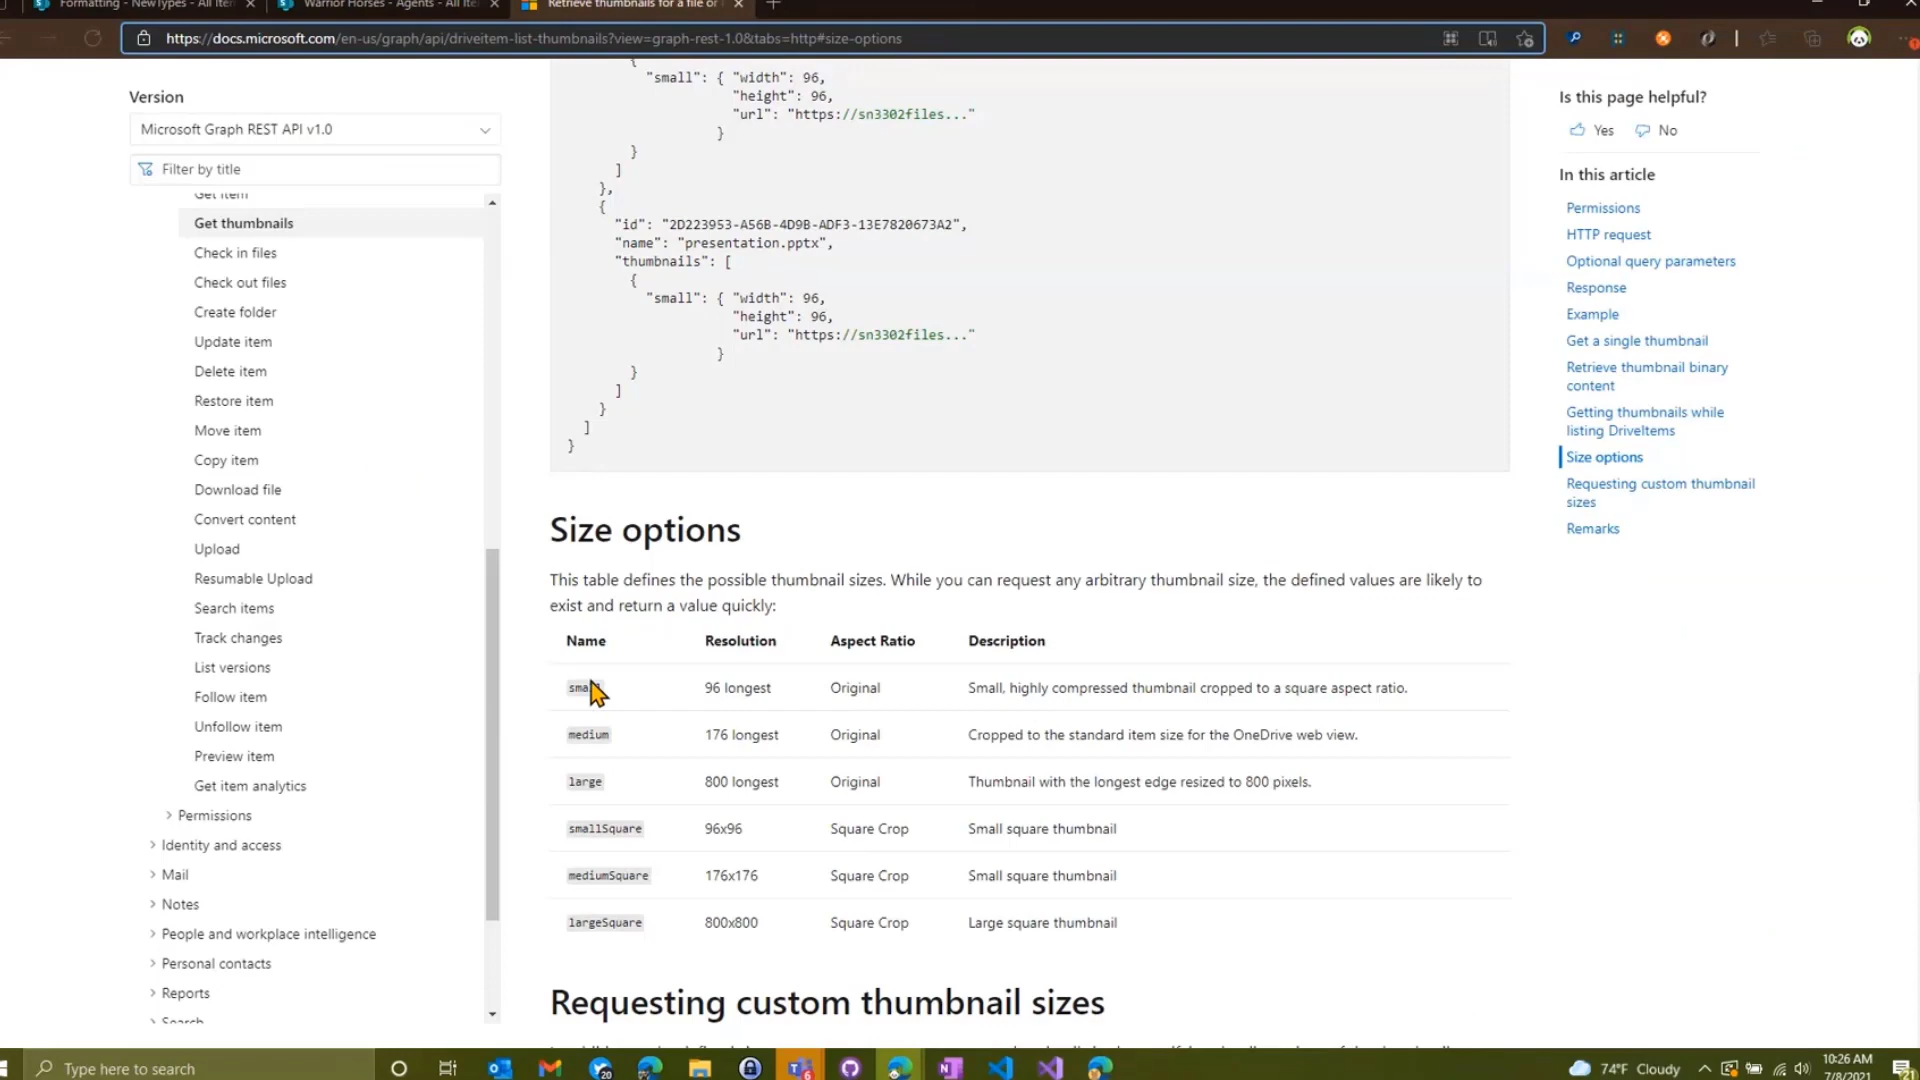 Formatting - NewTypes - All Iter
Warrior Horses - Agents - All Ite
Retrieve thumbnails for a file or
https://docs.microsoft.com/en-us/graph/api/driveitem-list-thumbnails?view=graph-rest-1.0&tabs=http#size-options
Version
Microsoft Graph REST API v1.0
Filter by title
Get item
Get thumbnails
Check in files
Check out files
Create folder
Update item
Delete item
Restore item
Move item
Copy item
Download file
Convert content
Upload
Resumable Upload
Search items
Track changes
List versions
Follow item
Unfollow item
Preview item
Get item analytics
Permissions
Identity and access
Mail
Notes
People and workplace intelligence
Personal contacts
Reports
Search
{
"small": { "width": 96,
"height": 96,
"url": "https://sn3302files..."
}
}
]
},
{
"id": "2D223953-A56B-4D9B-ADF3-13E7820673A2",
"name": "presentation.pptx",
"thumbnails": [
{
"small": { "width": 96,
"height": 96,
"url": "https://sn3302files..."
}
}
]
}
]
}
Size options
This table defines the possible thumbnail sizes. While you can request any arbitrary thumbnail size, the defined values are likely to
exist and return a value quickly:
Name Resolution Aspect Ratio Description
small 96 longest Original Small, highly compressed thumbnail cropped to a square aspect ratio.
medium 176 longest Original Cropped to the standard item size for the OneDrive web view.
large 800 longest Original Thumbnail with the longest edge resized to 800 pixels.
smallSquare 96x96 Square Crop Small square thumbnail
mediumSquare 176x176 Square Crop Small square thumbnail
largeSquare 800x800 Square Crop Large square thumbnail
Requesting custom thumbnail sizes
Is this page helpful?
Yes No
In this article
Permissions
HTTP request
Optional query parameters
Response
Example
Get a single thumbnail
Retrieve thumbnail binary
content
Getting thumbnails while
listing DriveItems
Size options
Requesting custom thumbnail
sizes
Remarks
Type here to search
20
6
74°F Cloudy
10:26 AM
7/8/2021
21